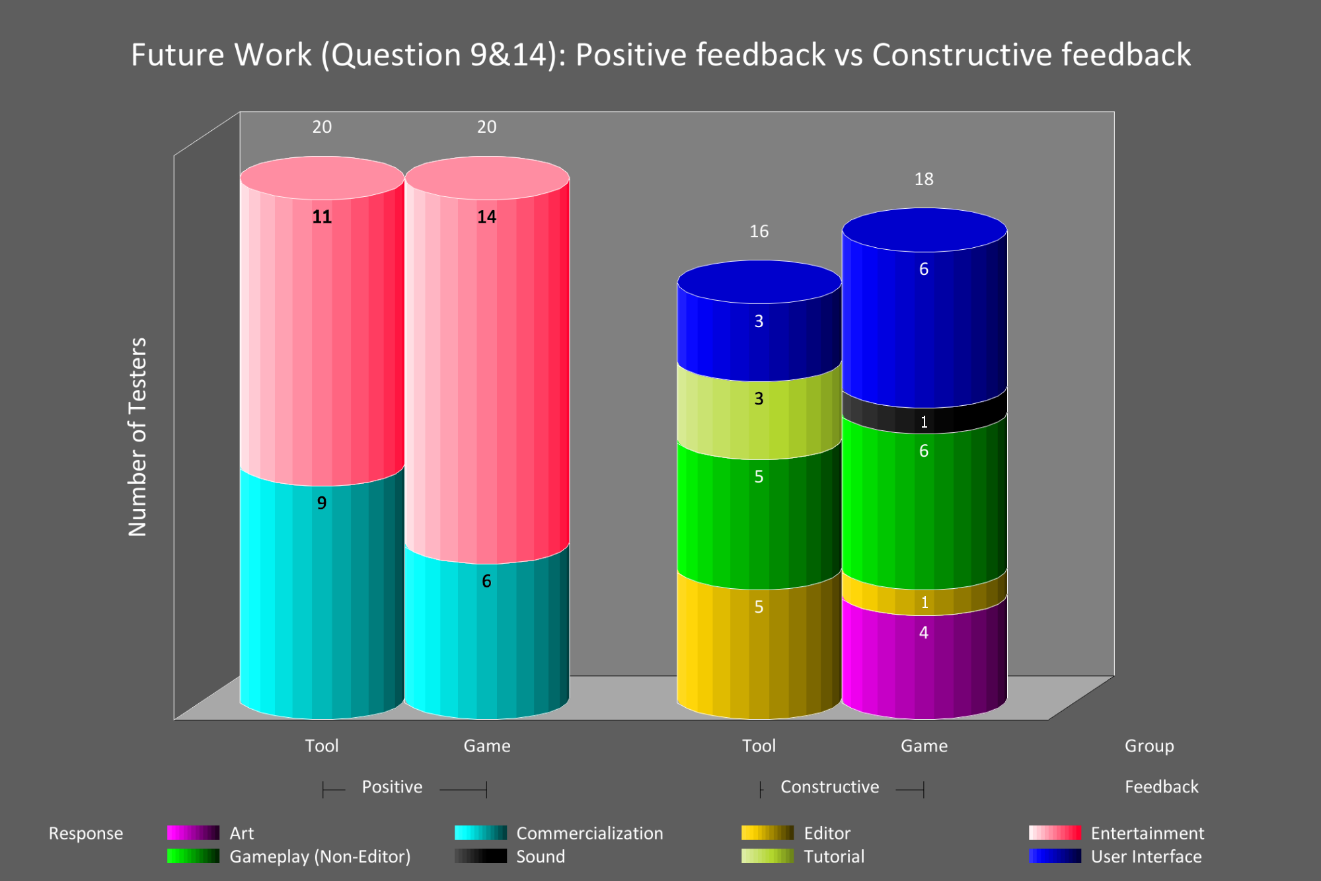 Future Work (Question 9&14): Positive feedback vs Constructive feedback
20
20
18
16
11
14
6
3
3
1
6
5
9
6
5
1
4
Number of Testers
Tool
Game
Tool
Game
Group
Positive
Constructive
Feedback
Response
Art
Commercialization
Editor
Entertainment
Gameplay (Non-Editor)
Sound
Tutorial
User Interface